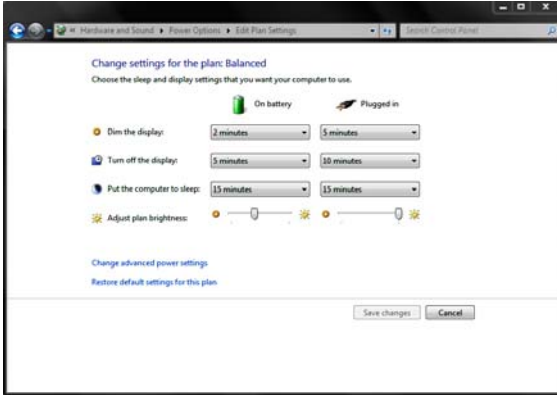 « Hardware and Sound ▸ Power Options ▸ Edit Plan Settings Search Control Panel
Change settings for the plan: Balanced
Choose the sleep and display settings that you want your computer to use.
On battery Plugged in
Dim the display: 2 minutes 5 minutes
Turn off the display: 5 minutes 10 minutes
Put the computer to sleep: 15 minutes 15 minutes
Adjust plan brightness:
Change advanced power settings
Restore default settings for this plan
Save changes Cancel